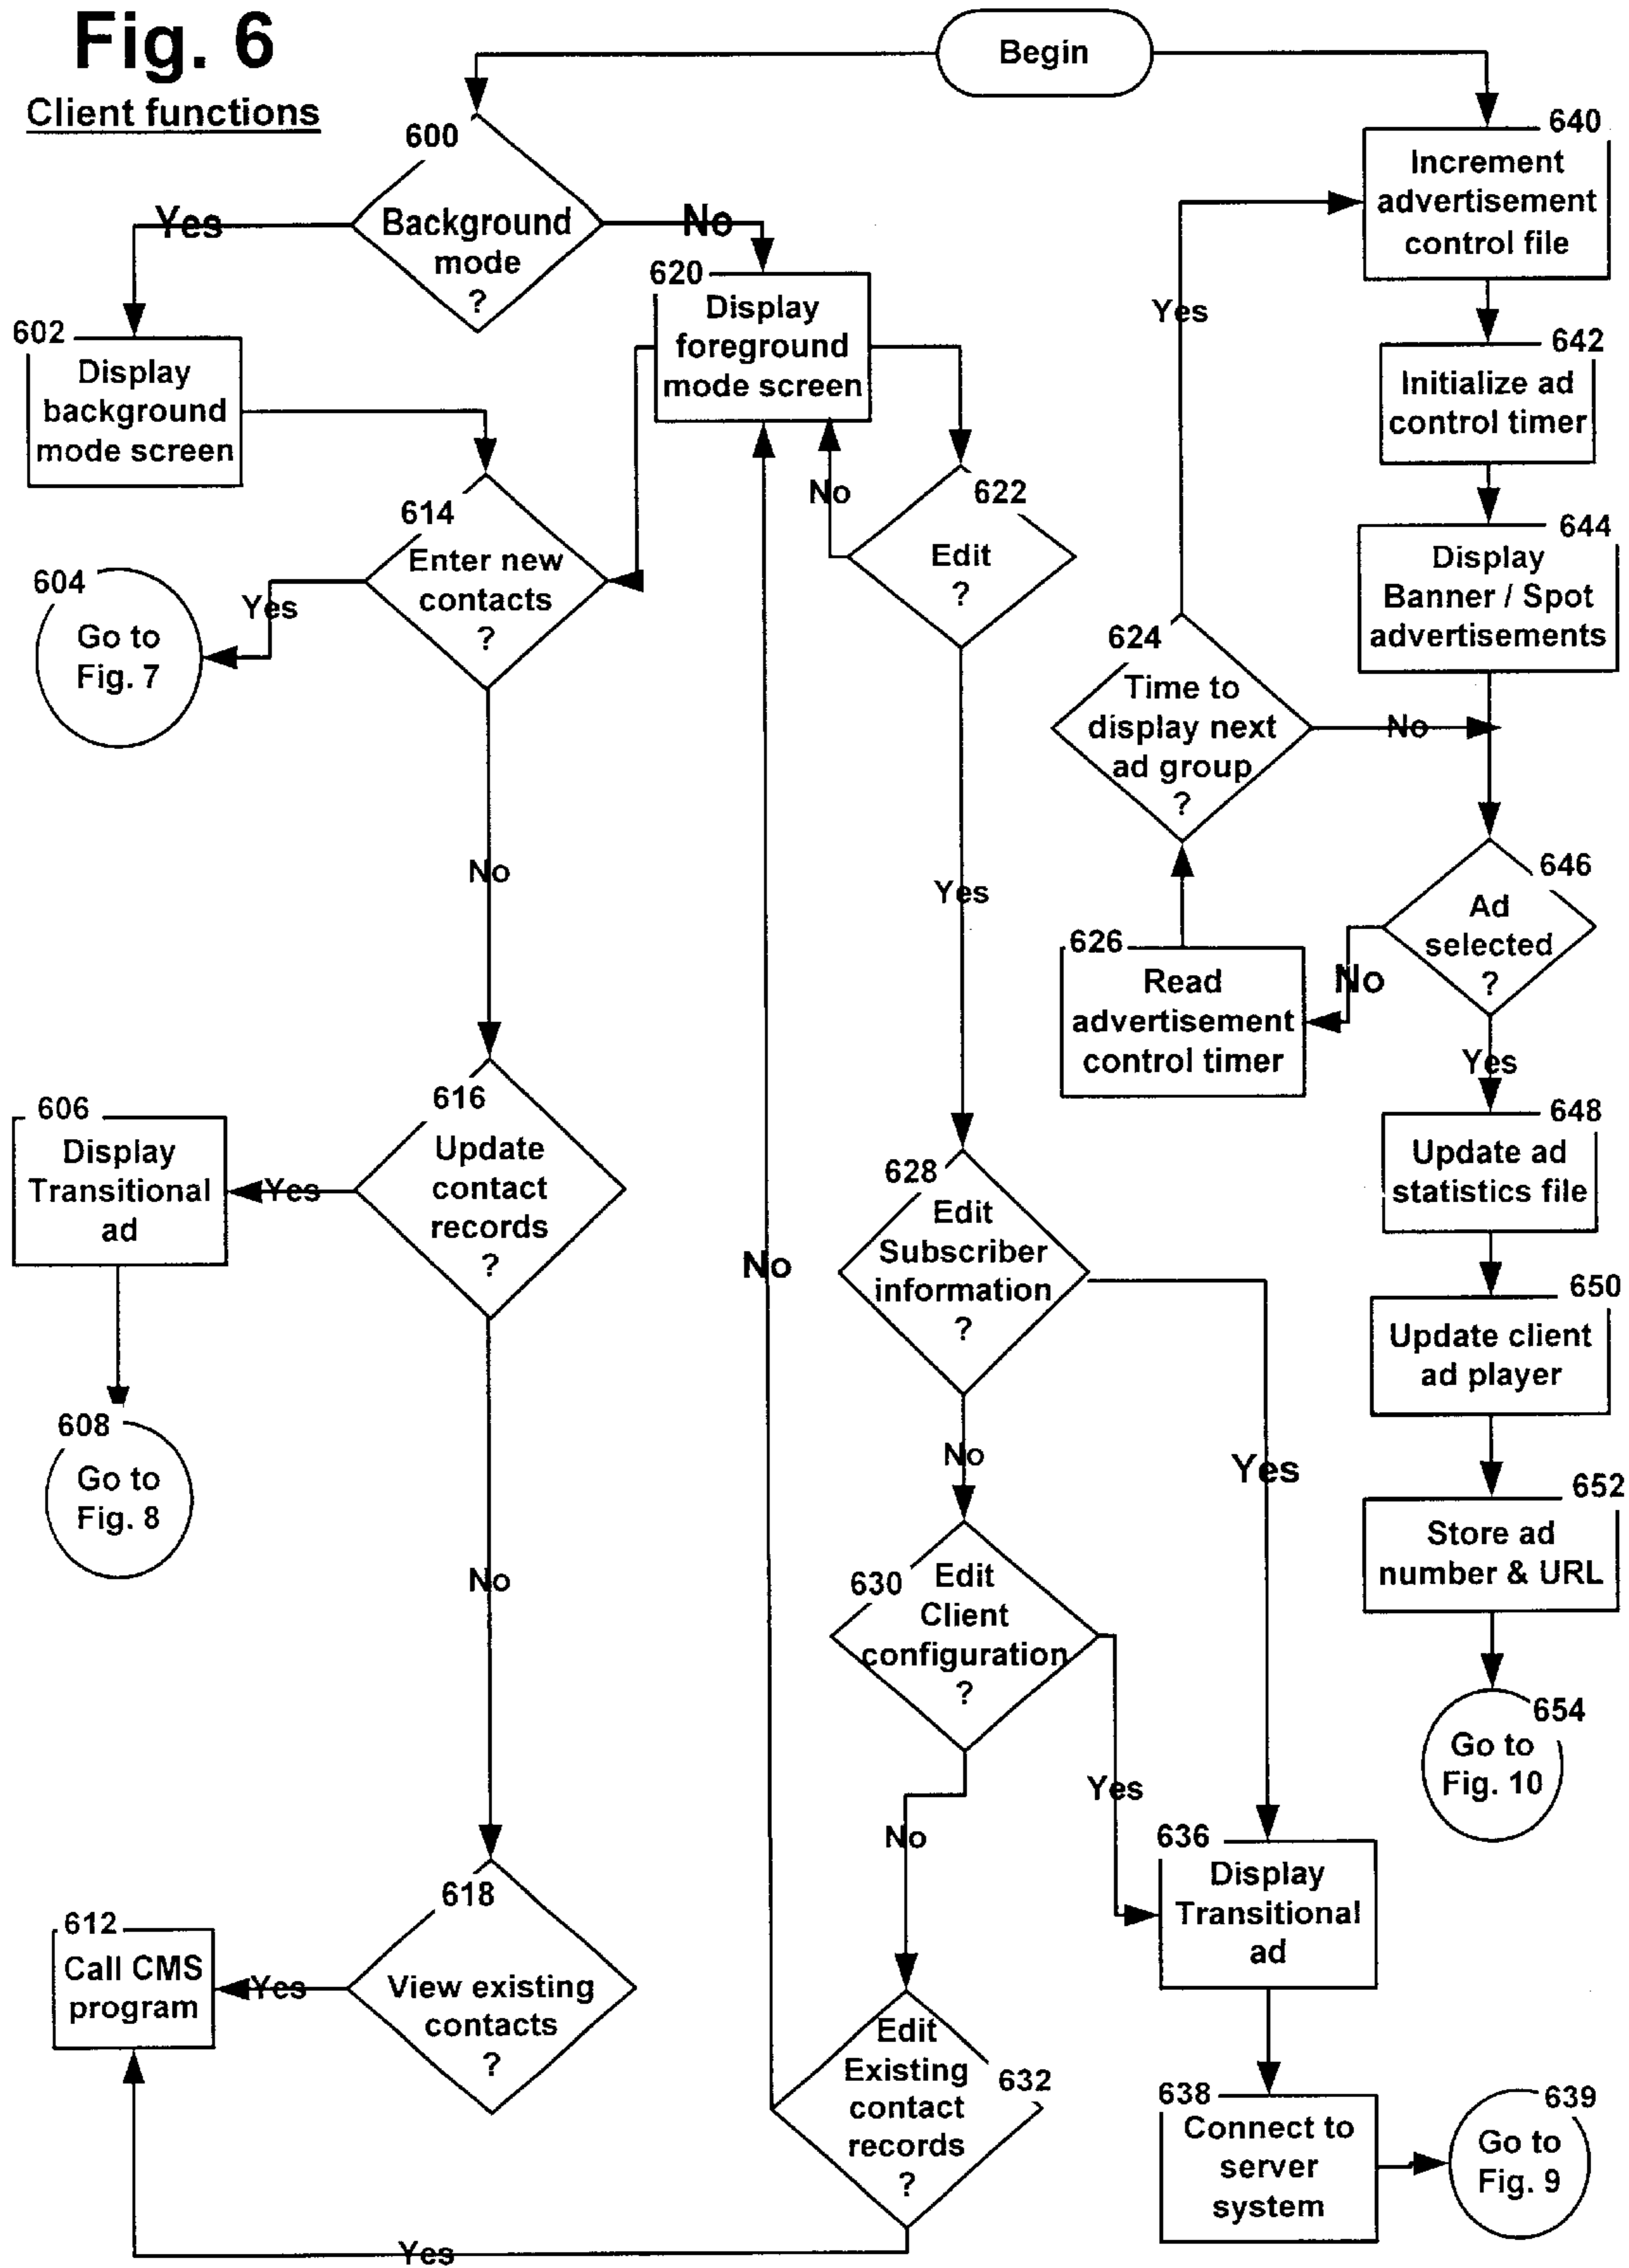 Fig. 6
Client functions
Begin
600
Background
mode
?
Yes
No
602
Display
background
mode screen
620
Display
foreground
mode screen
614
Enter new
contacts
?
Yes
604
Go to
Fig. 7
No
622
Edit
?
No
Yes
616
Update
contact
records
?
Yes
606
Display
Transitional
ad
608
Go to
Fig. 8
No
618
View existing
contacts
?
Yes
612
Call CMS
program
628
Edit
Subscriber
information
?
No
Yes
630
Edit
Client
configuration
?
Yes
No
632
Edit
Existing
contact
records
?
No
Yes
636
Display
Transitional
ad
638
Connect to
server
system
639
Go to
Fig. 9
640
Increment
advertisement
control file
642
Initialize ad
control timer
644
Display
Banner / Spot
advertisements
624
Time to
display next
ad group
?
Yes
No
626
Read
advertisement
control timer
646
Ad
selected
?
No
Yes
648
Update ad
statistics file
650
Update client
ad player
652
Store ad
number & URL
654
Go to
Fig. 10